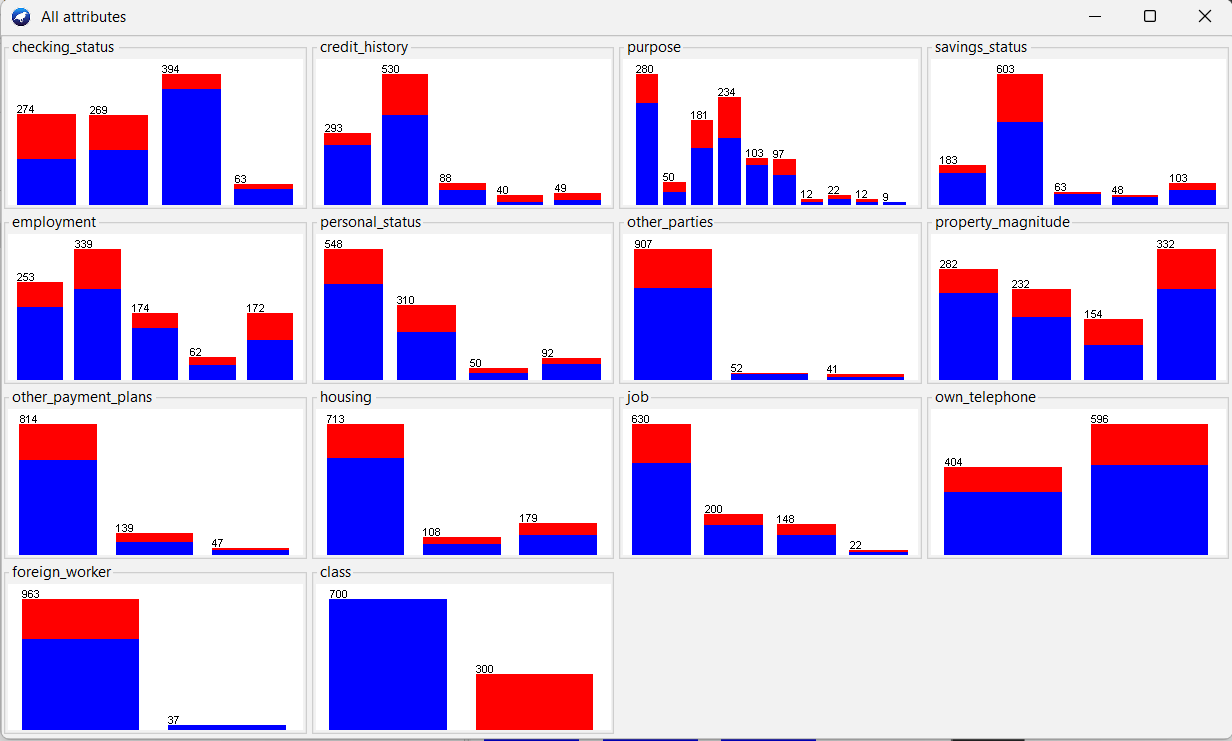 All attributes
checking_status
274 269 394 63
credit_history
293 530 88 40 49
purpose
280 50 181 234 103 97 12 22 12 9
savings_status
183 603 63 48 103
employment
253 339 174 62 172
personal_status
548 310 50 92
other_parties
907 52 41
property_magnitude
282 232 154 332
other_payment_plans
814 139 47
housing
713 108 179
job
630 200 148 22
own_telephone
404 596
foreign_worker
963 37
class
700 300